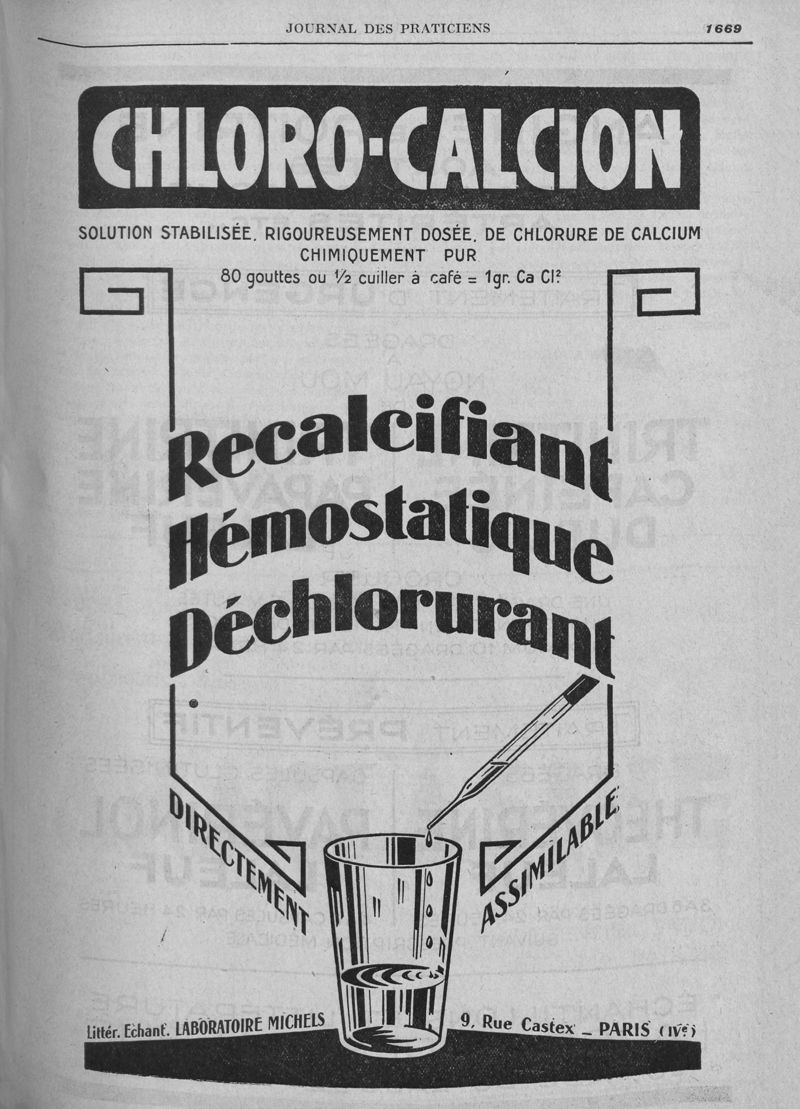 JOURNAL DES PRATICIENS 1669
CHLORO-CALCION
SOLUTION STABILISÉE, RIGOUREUSEMENT DOSÉE, DE CHLORURE DE CALCIUM
CHIMIQUEMENT PUR
80 gouttes ou 1/2 cuiller à café = 1gr. Ca Cl²
Recalcifiant
Hémostatique
Déchlorurant
DIRECTEMENT ASSIMILABLE
Littér. Echant. LABORATOIRE MICHELS 9, Rue Castex _ PARIS (IVe)